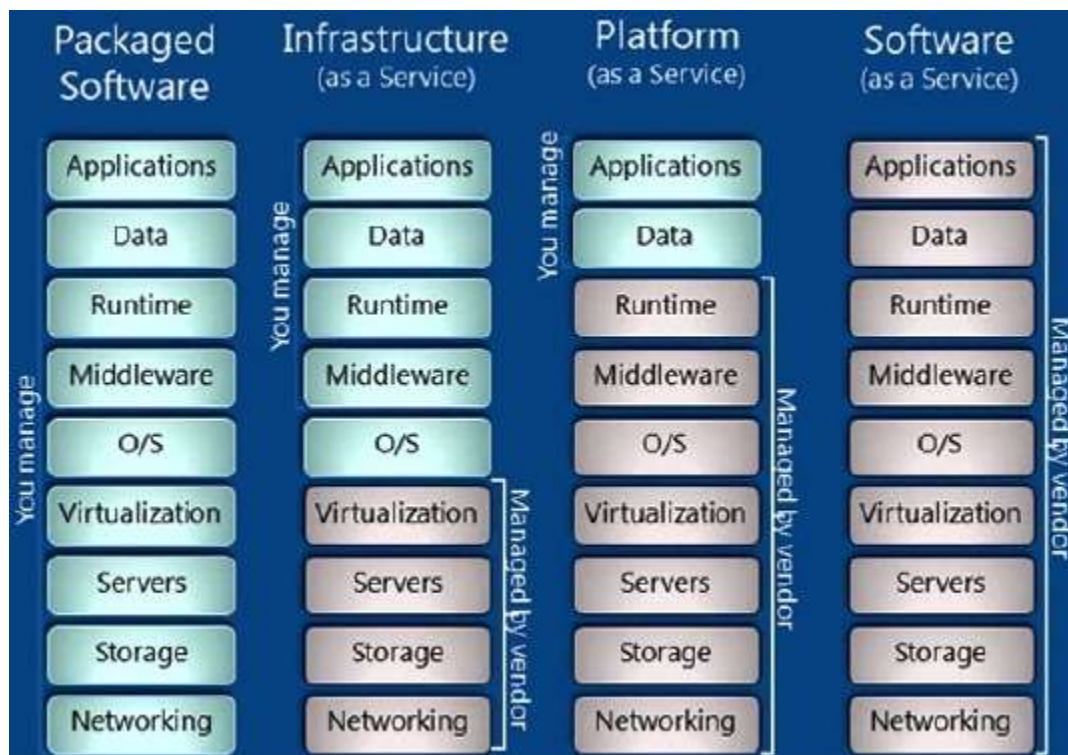 Packaged
Software
You manage
Applications
Data
Runtime
Middleware
O/S
Virtualization
Servers
Storage
Networking
Infrastructure
(as a Service)
You manage
Applications
Data
Runtime
Middleware
O/S
Virtualization
Servers
Storage
Networking
Managed by vendor
Platform
(as a Service)
You manage
Applications
Data
Runtime
Middleware
O/S
Virtualization
Servers
Storage
Networking
Managed by vendor
Software
(as a Service)
Applications
Data
Runtime
Middleware
O/S
Virtualization
Servers
Storage
Networking
Managed by vendor